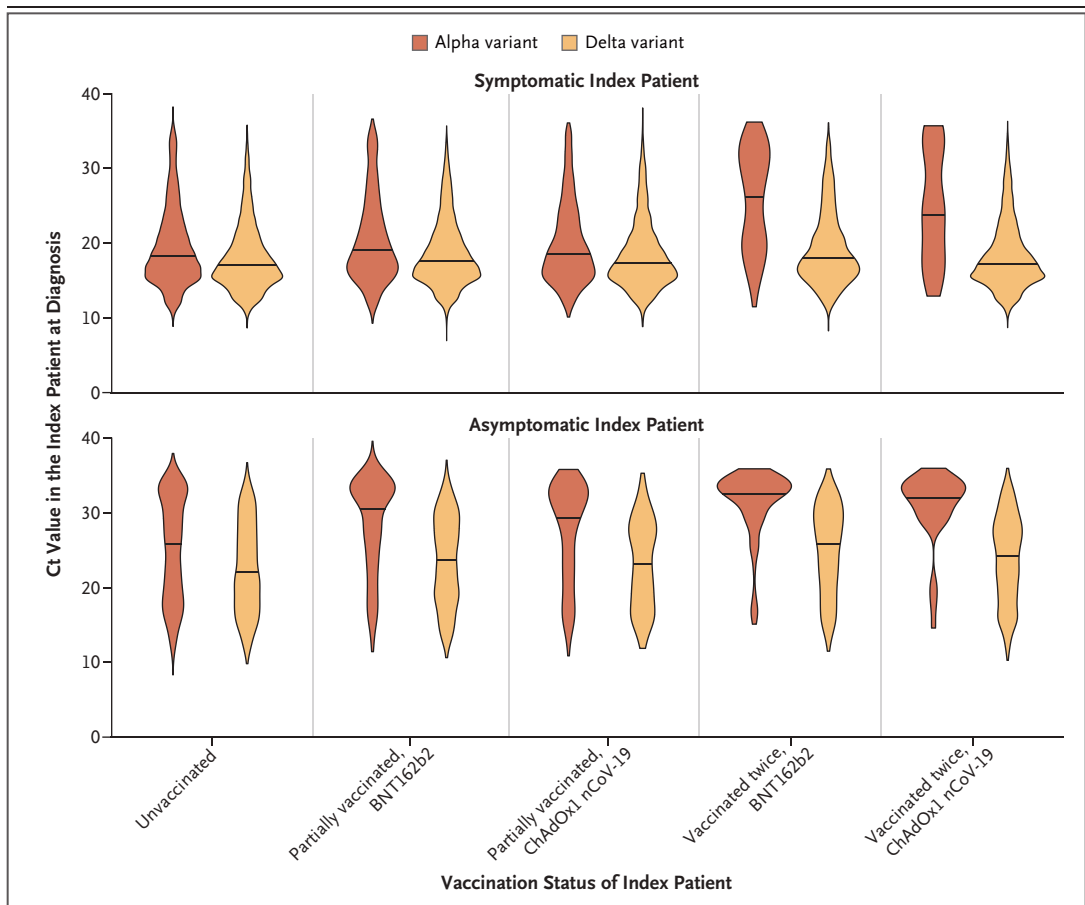 Alpha variant Delta variant
Symptomatic Index Patient
40
30
20
10
0
Asymptomatic Index Patient
40
30
20
10
0
Ct Value in the Index Patient at Diagnosis
Unvaccinated
Partially vaccinated,
BNT162b2
Partially vaccinated,
ChAdOx1 nCoV-19
Vaccinated twice,
BNT162b2
Vaccinated twice,
ChAdOx1 nCoV-19
Vaccination Status of Index Patient